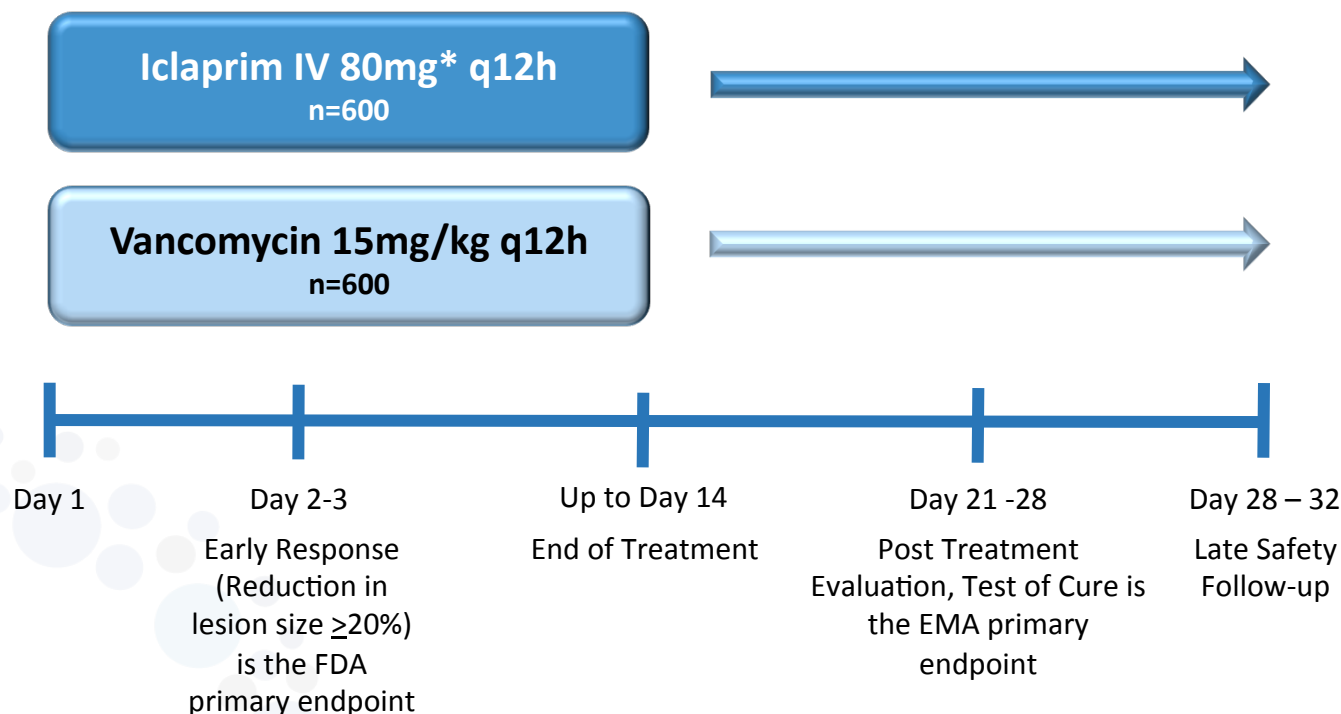 Iclaprim IV 80mg* q12h
n=600
Vancomycin 15mg/kg q12h
n=600
Day 1
Day 2-3
Early Response
(Reduction in
lesion size ≥20%)
is the FDA
primary endpoint
Up to Day 14
End of Treatment
Day 21 -28
Post Treatment
Evaluation, Test of Cure is
the EMA primary
endpoint
Day 28 – 32
Late Safety
Follow-up